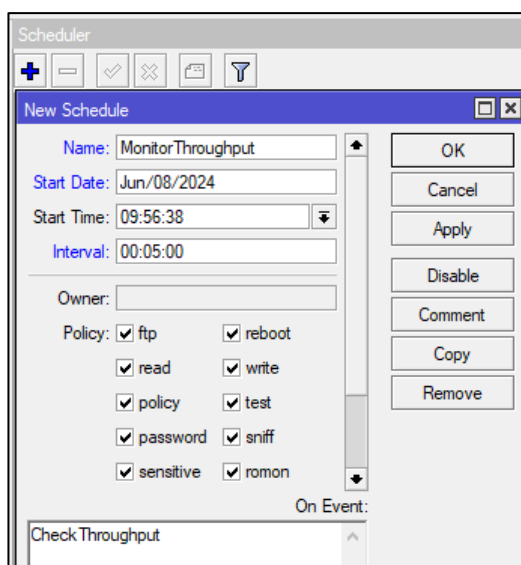 Scheduler
New Schedule
Name: MonitorThroughput
Start Date: Jun/08/2024
Start Time: 09:56:38
Interval: 00:05:00
Owner:
Policy: ftp reboot
read write
policy test
password sniff
sensitive romon
On Event:
CheckThroughput
OK
Cancel
Apply
Disable
Comment
Copy
Remove